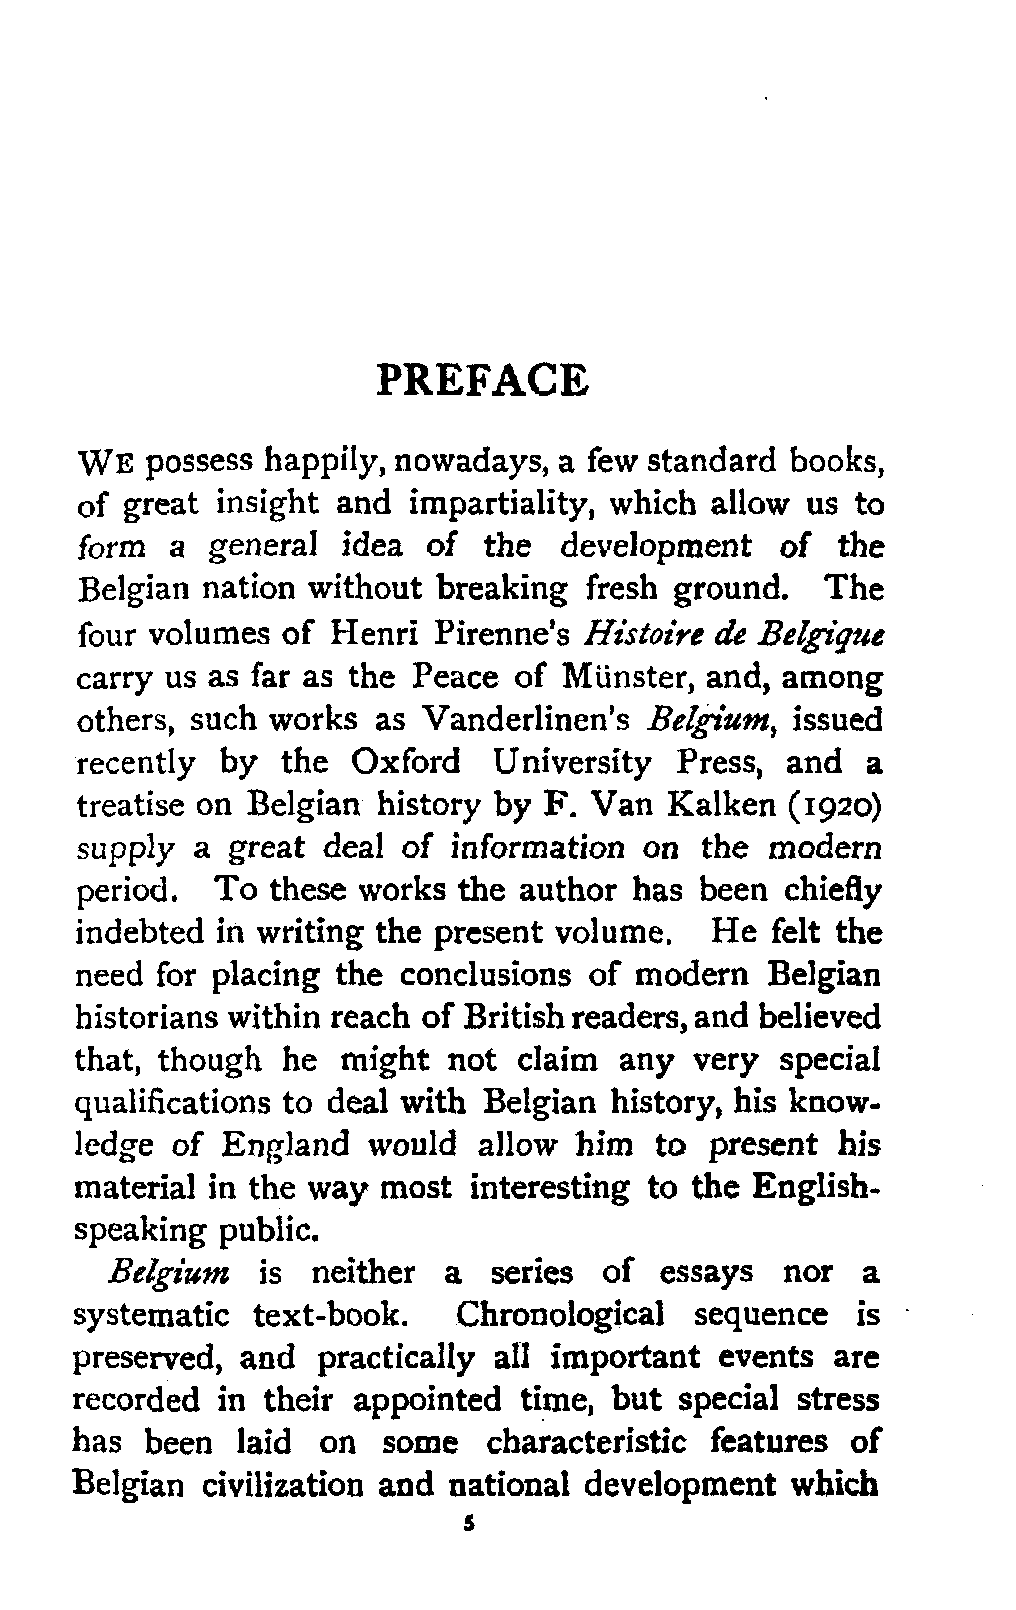 PREFACE
WE possess happily, nowadays, a few standard books,
of great insight and impartiality, which allow us to
form a general idea of the development of the
Belgian nation without breaking fresh ground. The
four volumes of Henri Pirenne's Histoire de Belgique
carry us as far as the Peace of Münster, and, among
others, such works as Vanderlinen's Belgium, issued
recently by the Oxford University Press, and a
treatise on Belgian history by F. Van Kalken (1920)
supply a great deal of information on the modern
period. To these works the author has been chiefly
indebted in writing the present volume. He felt the
need for placing the conclusions of modern Belgian
historians within reach of British readers, and believed
that, though he might not claim any very special
qualifications to deal with Belgian history, his know-
ledge of England would allow him to present his
material in the way most interesting to the English-
speaking public.
Belgium is neither a series of essays nor a
systematic text-book. Chronological sequence is
preserved, and practically all important events are
recorded in their appointed time, but special stress
has been laid on some characteristic features of
Belgian civilization and national development which
5